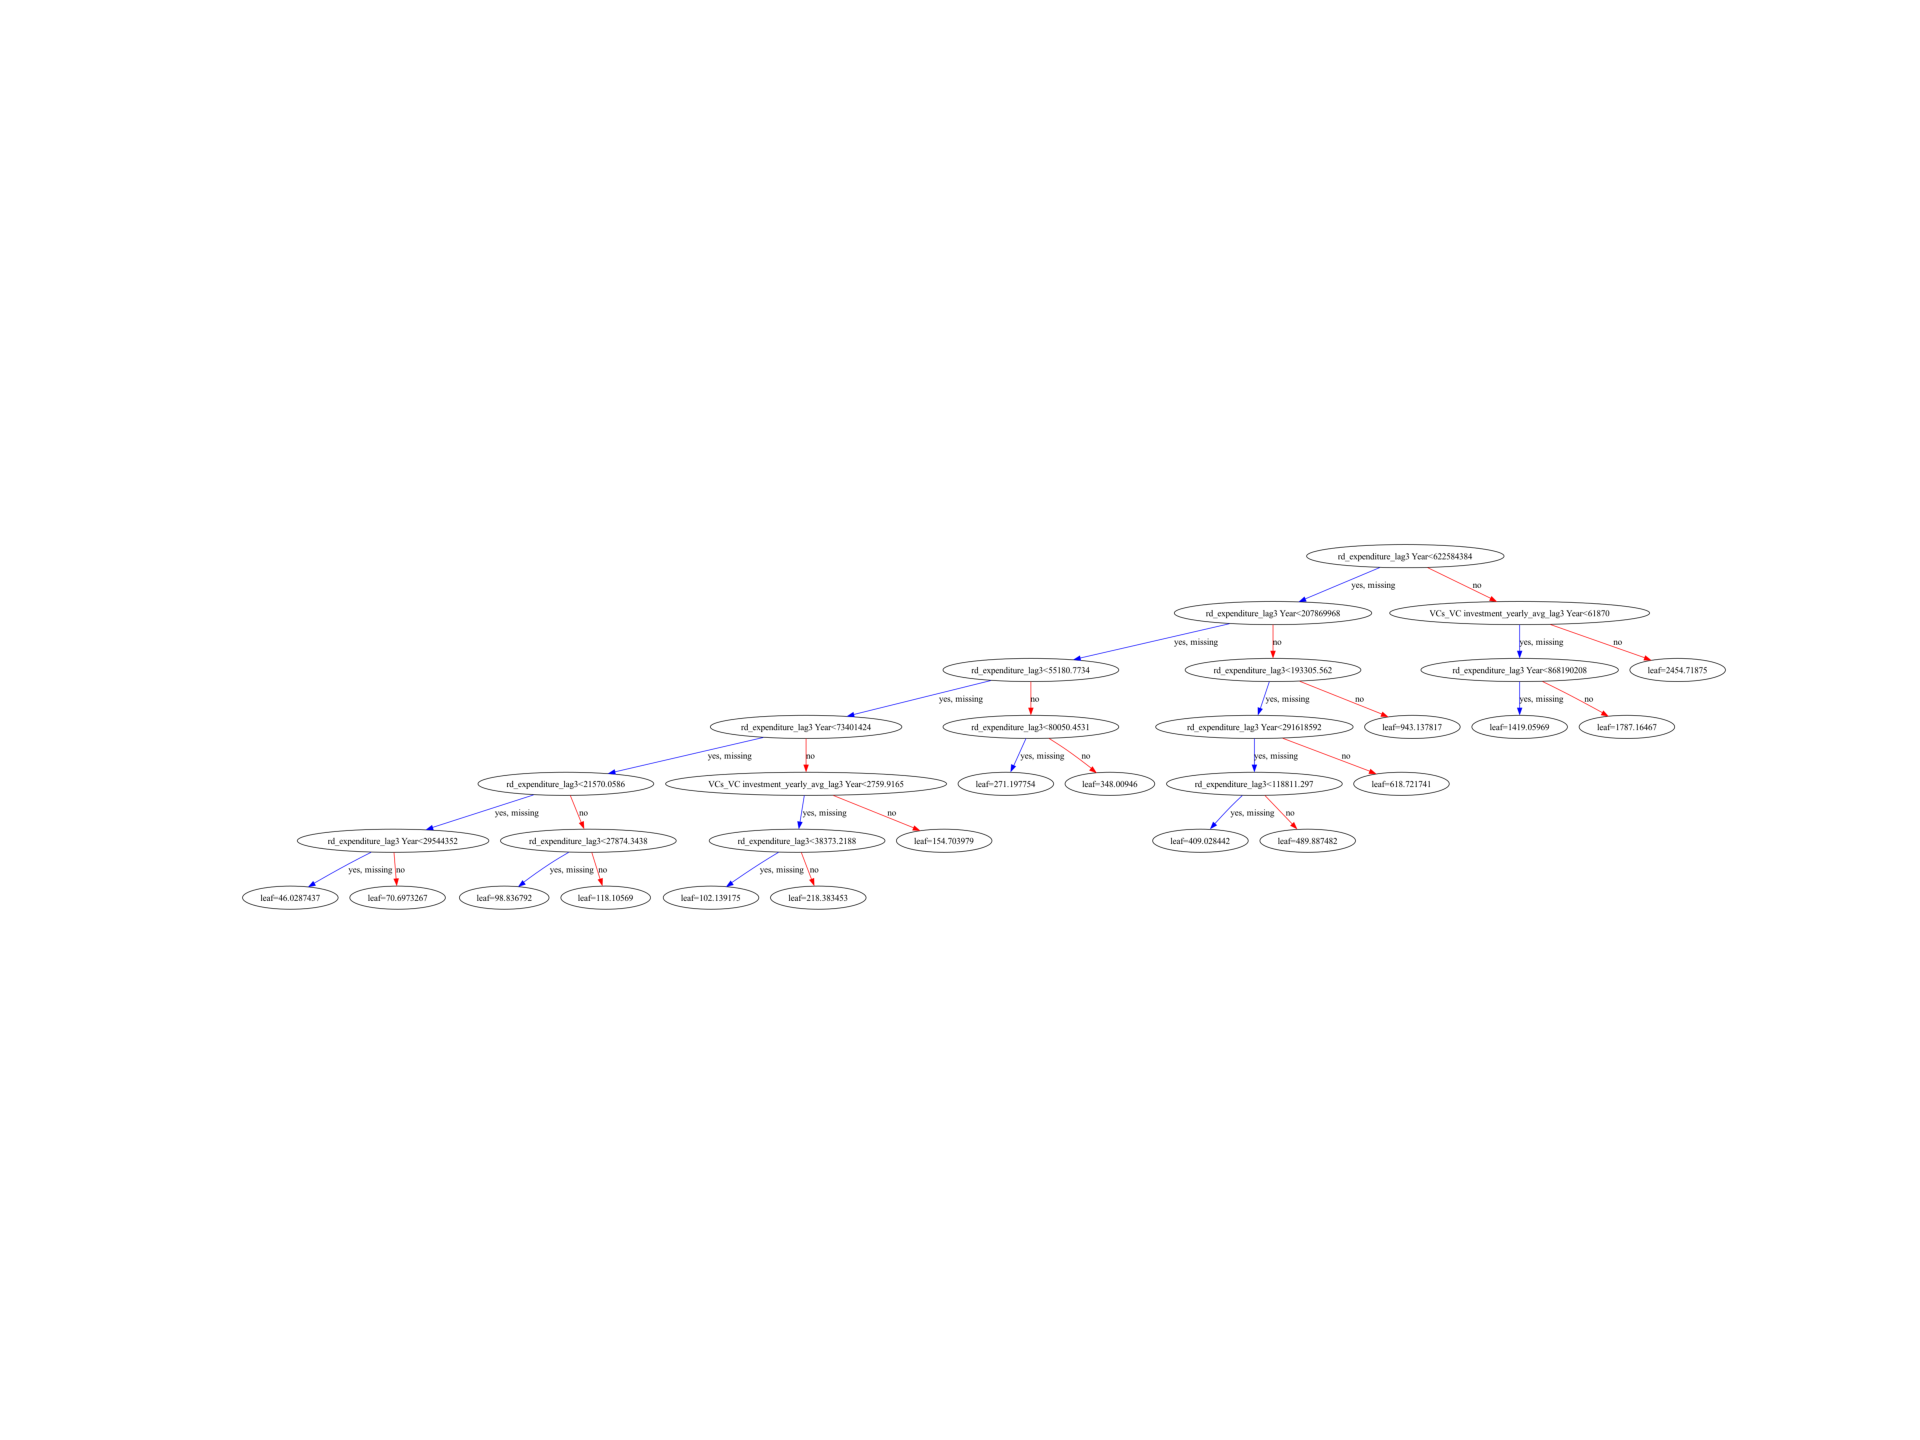 rd_expenditure_lag3 Year<622584384
yes, missing
no
rd_expenditure_lag3 Year<207869968
VCs_VC investment_yearly_avg_lag3 Year<61870
yes, missing
no
yes, missing
no
rd_expenditure_lag3<55180.7734
rd_expenditure_lag3<193305.562
rd_expenditure_lag3 Year<868190208
leaf=2454.71875
yes, missing
no
yes, missing
no
yes, missing
no
rd_expenditure_lag3 Year<73401424
rd_expenditure_lag3<80050.4531
rd_expenditure_lag3 Year<291618592
leaf=943.137817
leaf=1419.05969
leaf=1787.16467
yes, missing
no
yes, missing
no
yes, missing
no
rd_expenditure_lag3<21570.0586
VCs_VC investment_yearly_avg_lag3 Year<2759.9165
leaf=271.197754
leaf=348.00946
rd_expenditure_lag3<118811.297
leaf=618.721741
yes, missing
no
yes, missing
no
yes, missing
no
rd_expenditure_lag3 Year<29544352
rd_expenditure_lag3<27874.3438
rd_expenditure_lag3<38373.2188
leaf=154.703979
leaf=409.028442
leaf=489.887482
yes, missing
no
yes, missing
no
yes, missing
no
leaf=46.0287437
leaf=70.6973267
leaf=98.836792
leaf=118.10569
leaf=102.139175
leaf=218.383453